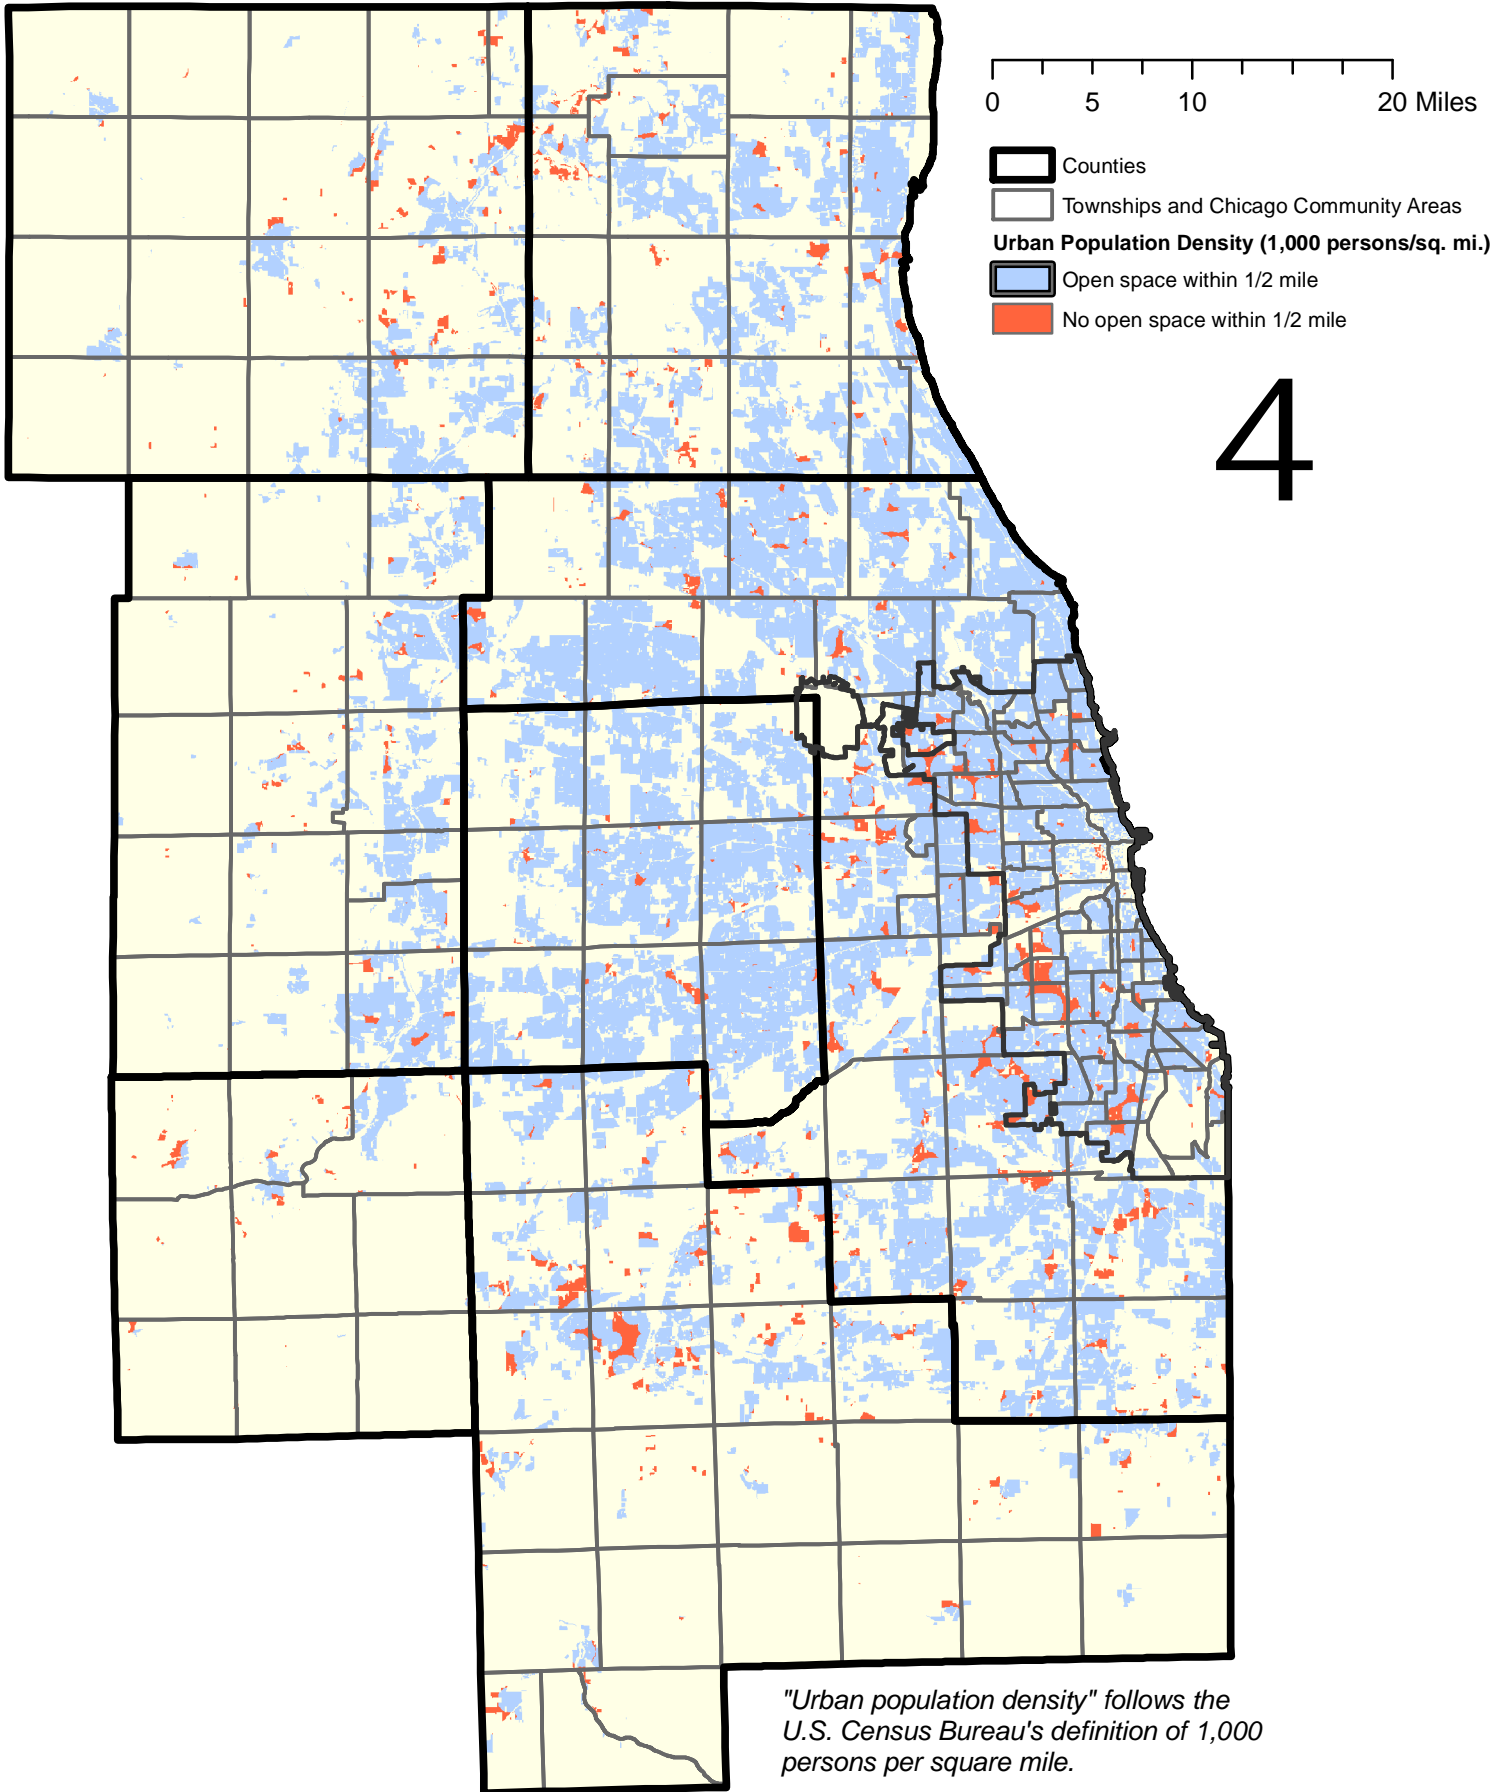 0 5 10 20 Miles
Counties
Townships and Chicago Community Areas
Urban Population Density (1,000 persons/sq. mi.)
Open space within 1/2 mile
No open space within 1/2 mile
4
"Urban population density" follows the
U.S. Census Bureau's definition of 1,000
persons per square mile.